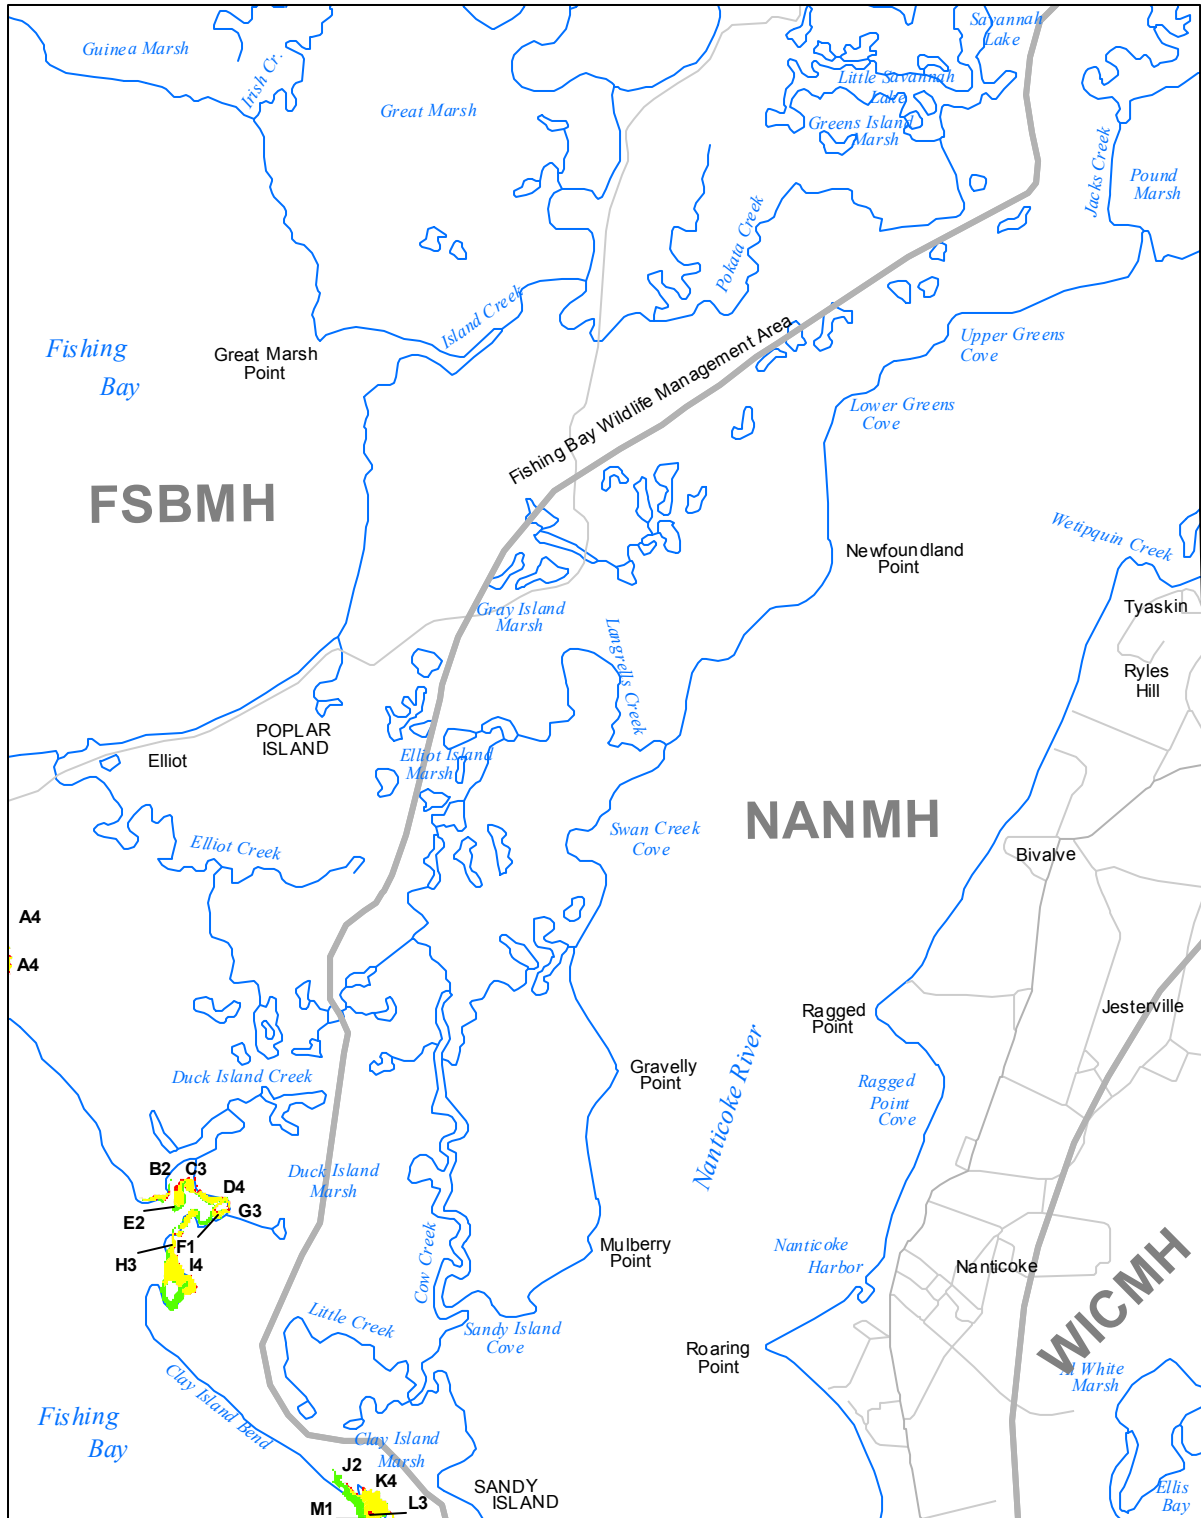 Savannah
Lake
Guinea Marsh
Irish Cr.
Great Marsh
Little Savannah
Lake
Greens Island
Marsh
Jacks Creek
Pound
Marsh
Pokata Creek
Island Creek
Fishing
Bay
Great Marsh
Point
Fishing Bay Wildlife Management Area
Upper Greens
Cove
Lower Greens
Cove
FSBMH
Wetipquin Creek
Newfoundland
Point
Tyaskin
Gray Island
Marsh
Langrells Creek
Ryles
Hill
POPLAR
ISLAND
Elliot
Elliot Island
Marsh
NANMH
Swan Creek
Cove
Elliot Creek
Bivalve
A4
A4
Ragged
Point
Jesterville
Nanticoke River
Gravelly
Point
Duck Island Creek
Ragged
Point
Cove
B2
C3
D4
Duck Island
Marsh
E2
G3
F1
H3
I4
Cow Creek
Mulberry
Point
Nanticoke
Harbor
Nanticoke
WICMH
Little Creek
Sandy Island
Cove
Roaring
Point
Al White
Marsh
Clay Island Bend
Fishing
Bay
Clay Island
Marsh
J2
K4
SANDY
ISLAND
L3
M1
Ellis
Bay